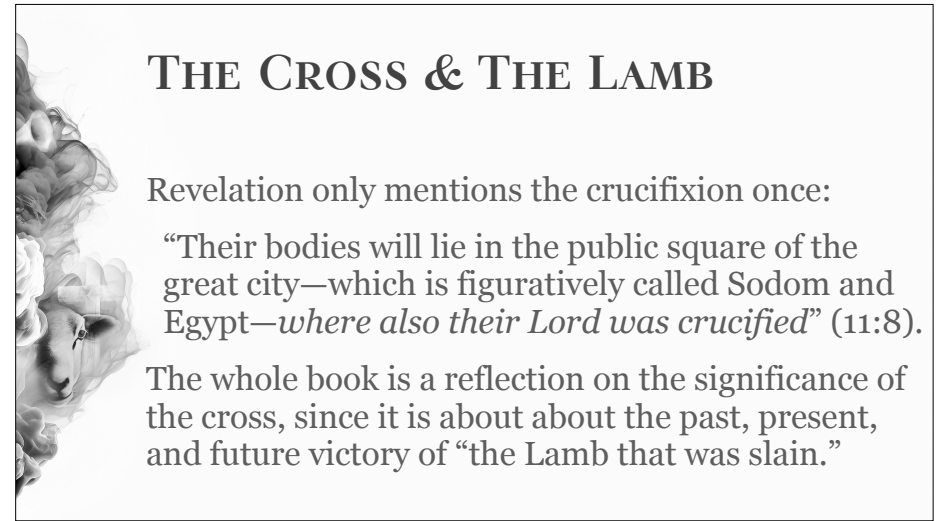 The Cross & The Lamb
Revelation only mentions the crucifixion once:
“Their bodies will lie in the public square of the
great city—which is figuratively called Sodom and
Egypt—where also their Lord was crucified” (11:8).
The whole book is a reflection on the significance of
the cross, since it is about about the past, present,
and future victory of “the Lamb that was slain.”